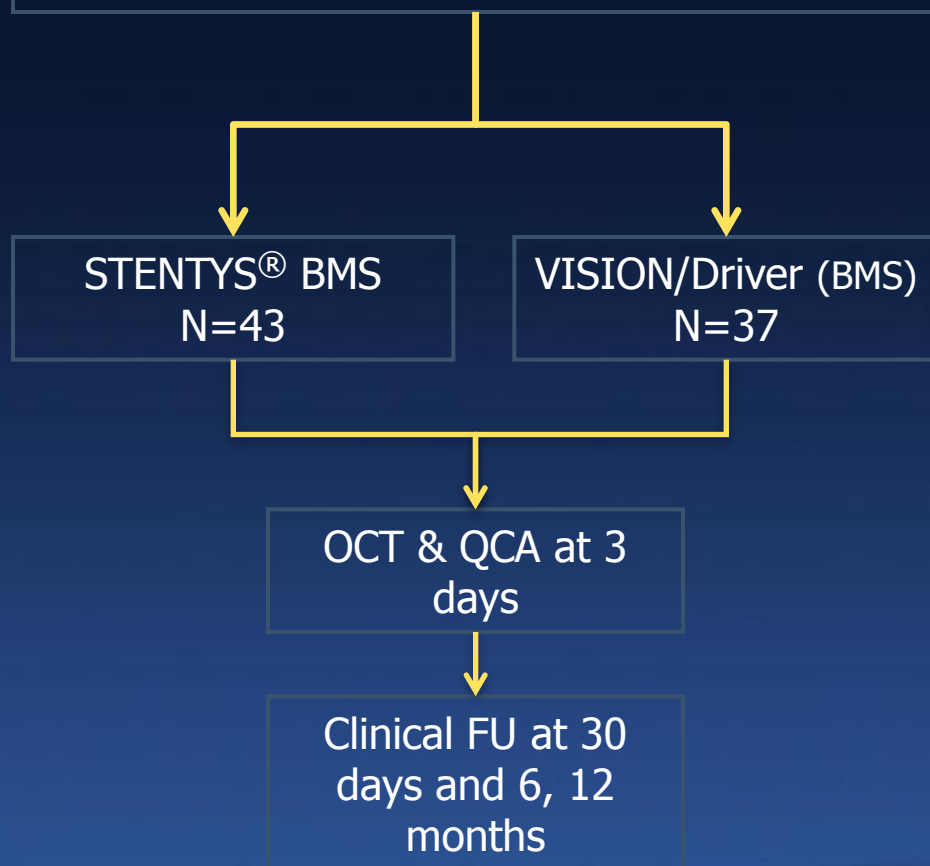 STENTYS® BMS
N=43
VISION/Driver (BMS)
N=37
OCT & QCA at 3
days
Clinical FU at 30
days and 6, 12
months